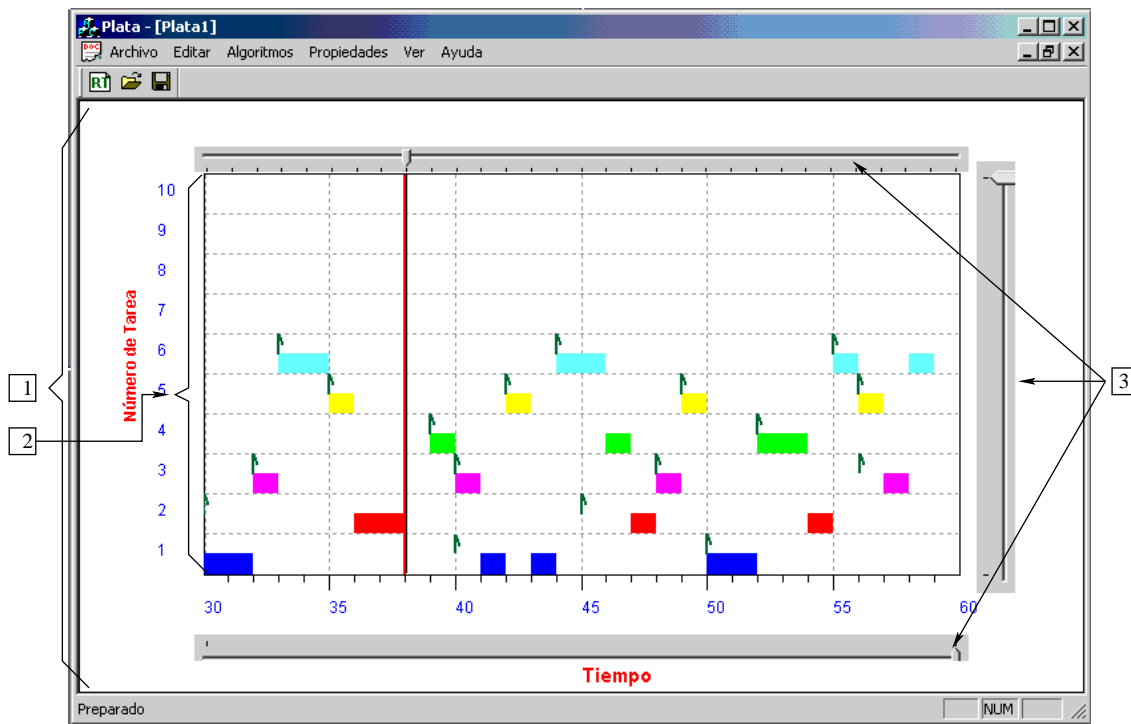 Plata - [Plata1]
Archivo Editar Algoritmos Propiedades Ver Ayuda
RT
10
9
8
7
6
5
4
3
2
1
Número de Tarea
30 35 40 45 50 55 60
Tiempo
1
2
3
Preparado NUM